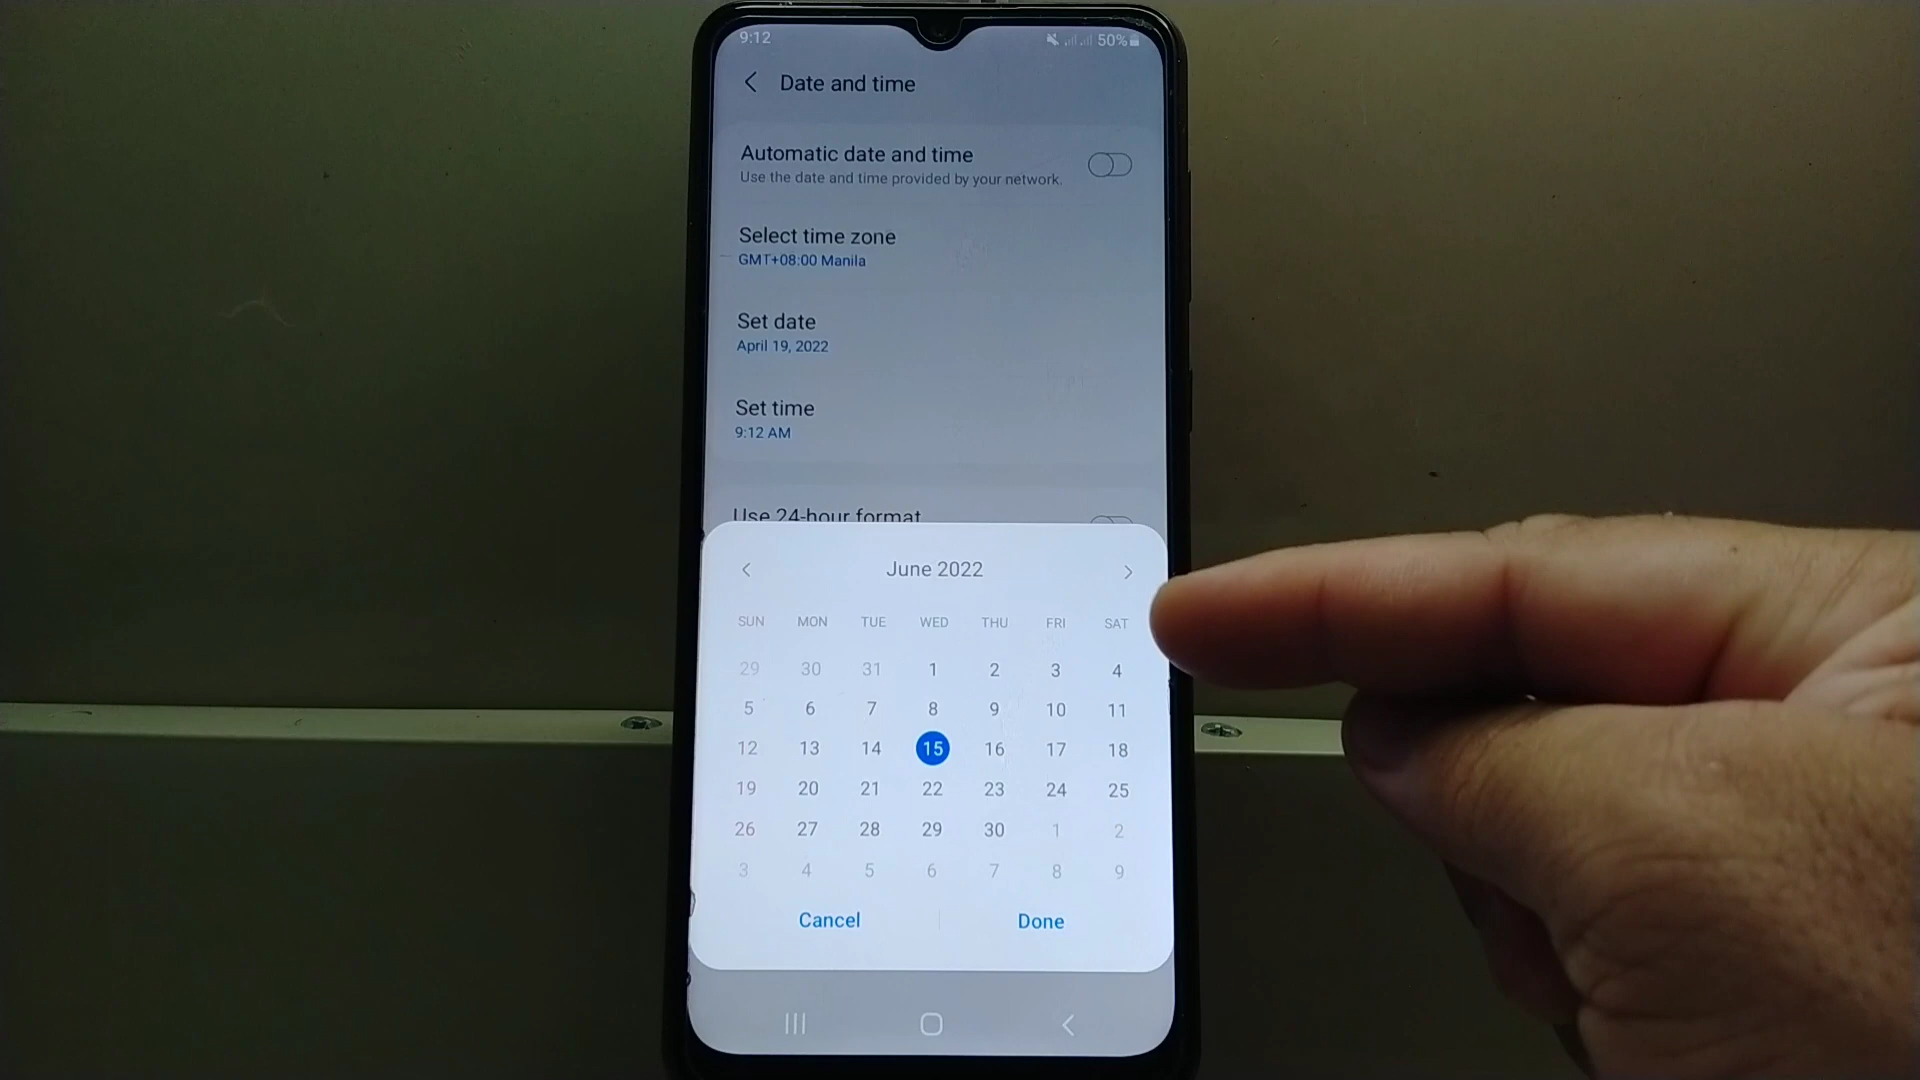 9:12 50%
Date and time
Automatic date and time
Use the date and time provided by your network.
Select time zone
GMT+08:00 Manila
Set date
April 19, 2022
Set time
9:12 AM
Use 24-hour format
June 2022
SUN MON TUE WED THU FRI SAT
29 30 31 1 2 3 4
5 6 7 8 9 10 11
12 13 14 15 16 17 18
19 20 21 22 23 24 25
26 27 28 29 30 1 2
3 4 5 6 7 8 9
Cancel Done